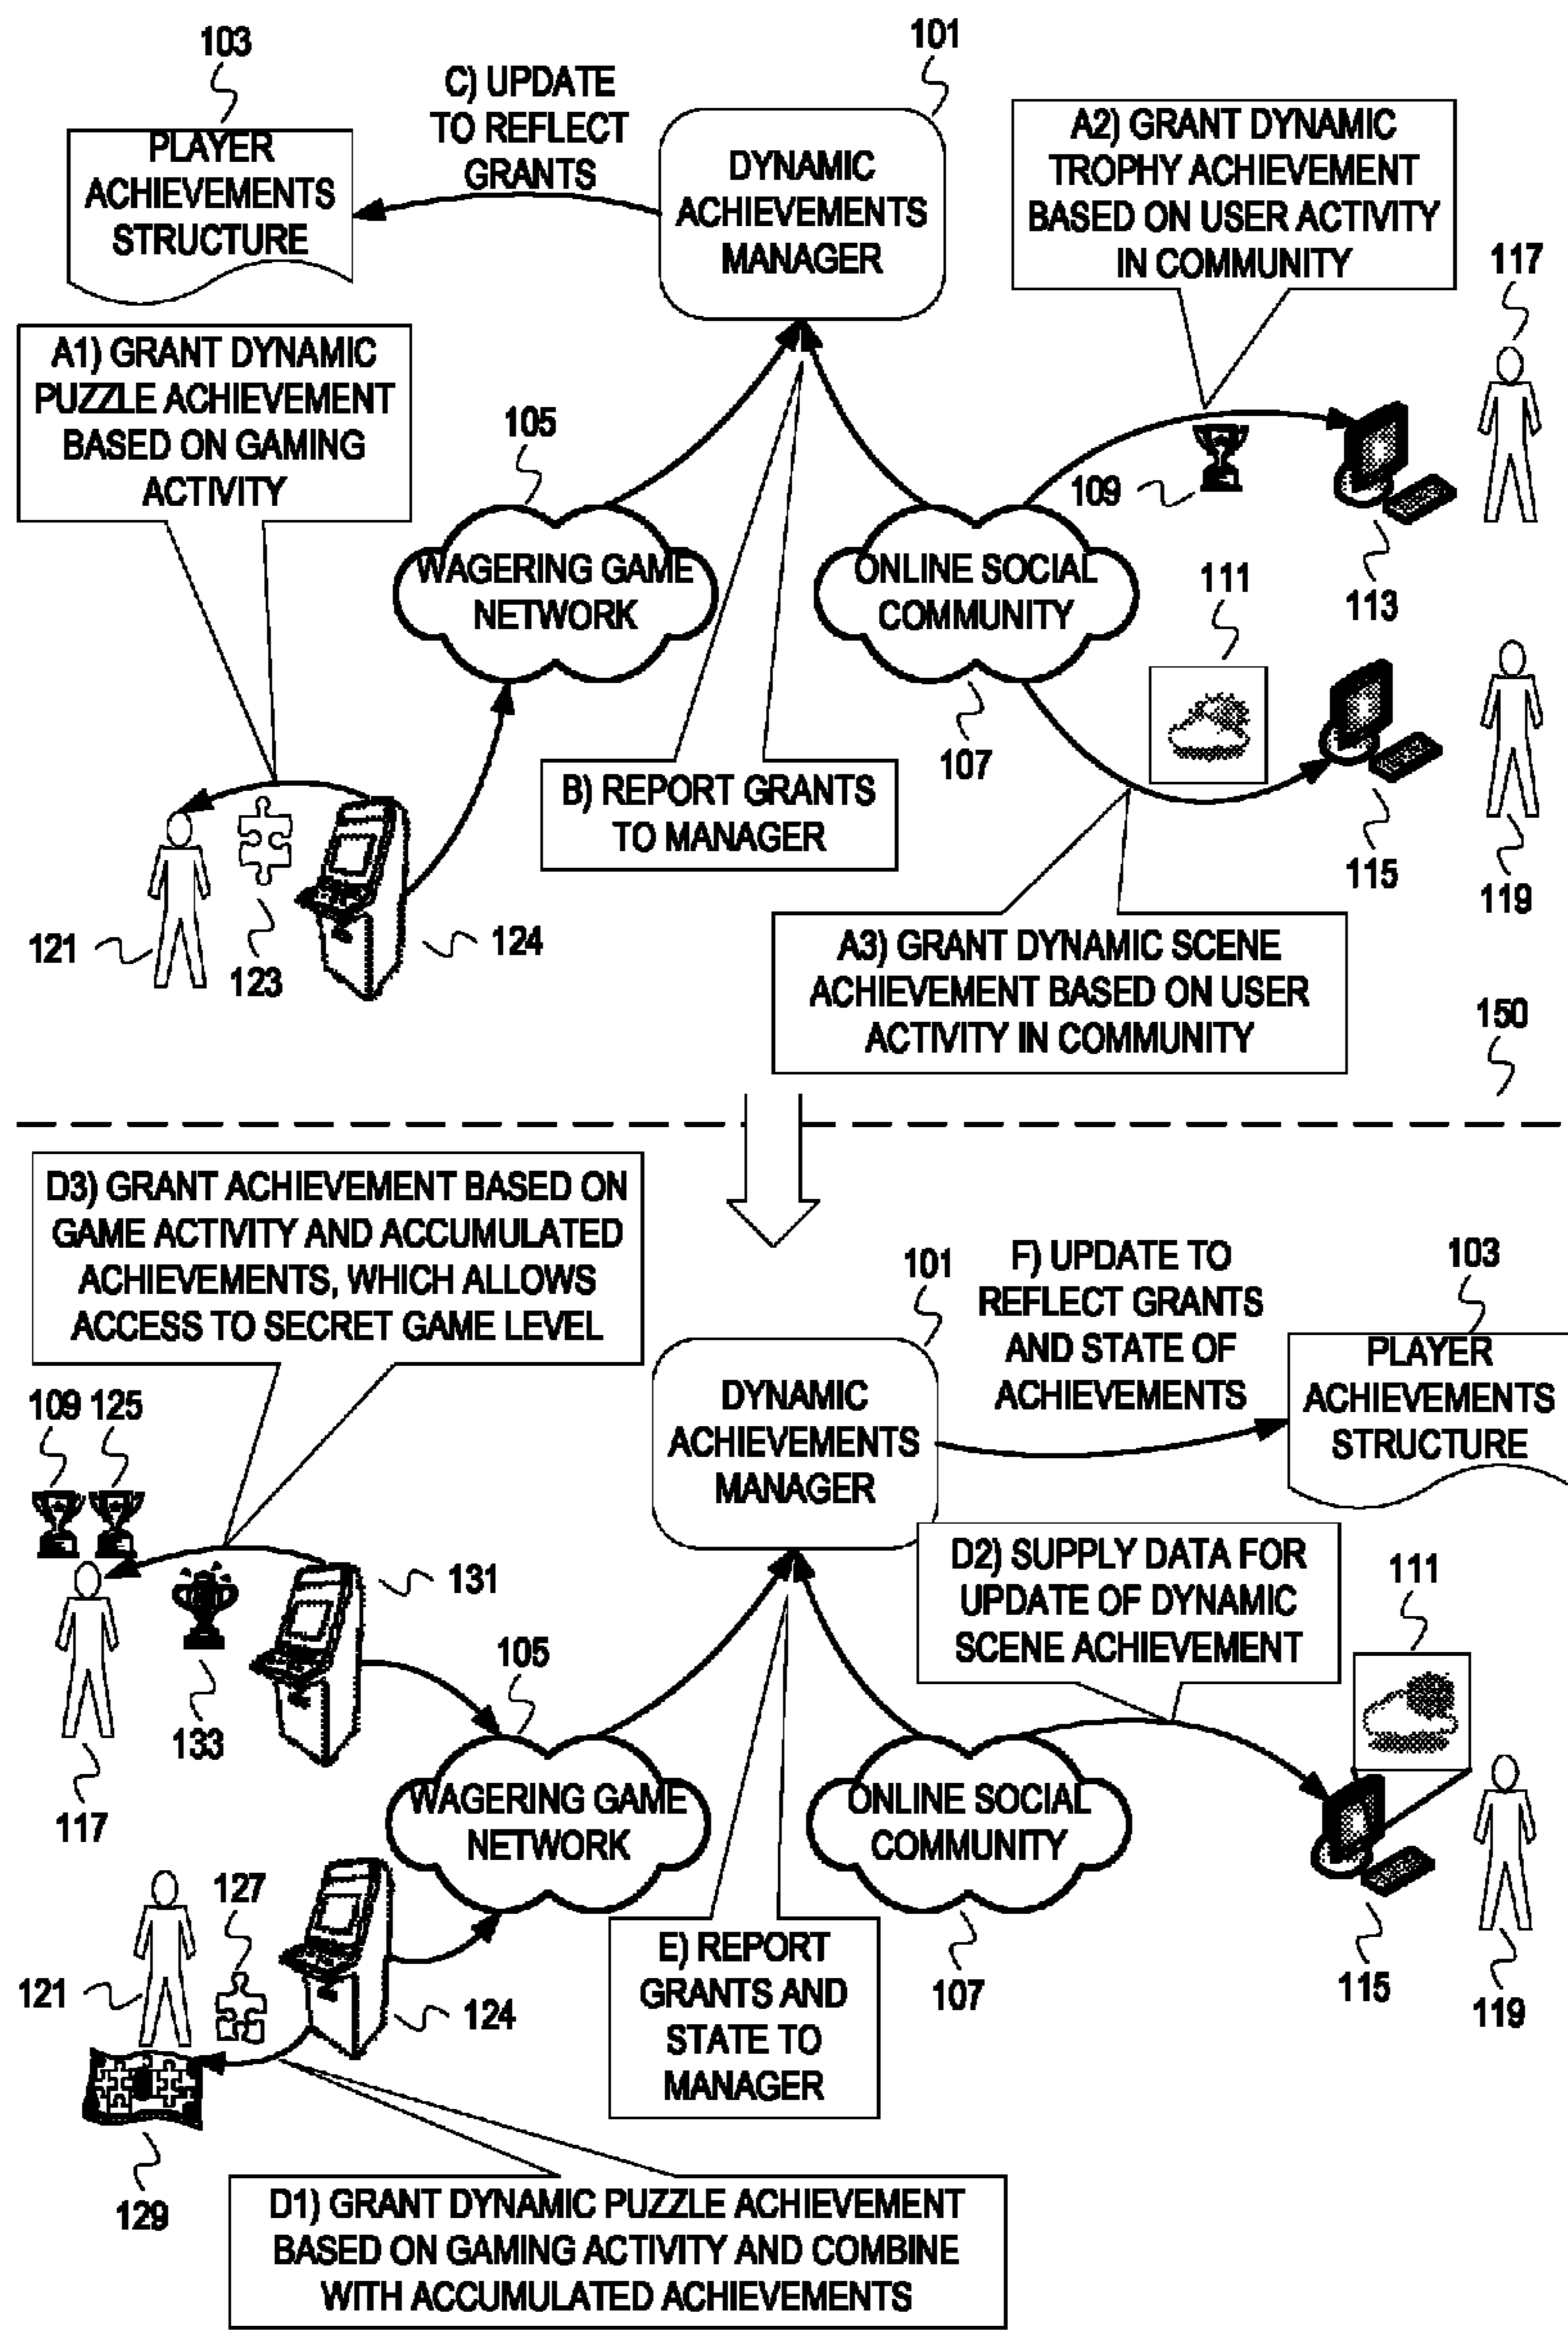 103
101
C) UPDATE
TO REFLECT
GRANTS
PLAYER
ACHIEVEMENTS
STRUCTURE
DYNAMIC
ACHIEVEMENTS
MANAGER
A2) GRANT DYNAMIC
TROPHY ACHIEVEMENT
BASED ON USER ACTIVITY
IN COMMUNITY
117
A1) GRANT DYNAMIC
PUZZLE ACHIEVEMENT
BASED ON GAMING
ACTIVITY
105
109
113
WAGERING GAME
NETWORK
ONLINE SOCIAL
COMMUNITY
111
107
B) REPORT GRANTS
TO MANAGER
115
119
121
123
124
A3) GRANT DYNAMIC SCENE
ACHIEVEMENT BASED ON USER
ACTIVITY IN COMMUNITY
150
D3) GRANT ACHIEVEMENT BASED ON
GAME ACTIVITY AND ACCUMULATED
ACHIEVEMENTS, WHICH ALLOWS
ACCESS TO SECRET GAME LEVEL
101
F) UPDATE TO
REFLECT GRANTS
AND STATE OF
ACHIEVEMENTS
103
PLAYER
ACHIEVEMENTS
STRUCTURE
DYNAMIC
ACHIEVEMENTS
MANAGER
109 125
131
D2) SUPPLY DATA FOR
UPDATE OF DYNAMIC
SCENE ACHIEVEMENT
111
105
133
117
WAGERING GAME
NETWORK
ONLINE SOCIAL
COMMUNITY
127
121
124
E) REPORT
GRANTS AND
STATE TO
MANAGER
107
115
119
129
D1) GRANT DYNAMIC PUZZLE ACHIEVEMENT
BASED ON GAMING ACTIVITY AND COMBINE
WITH ACCUMULATED ACHIEVEMENTS